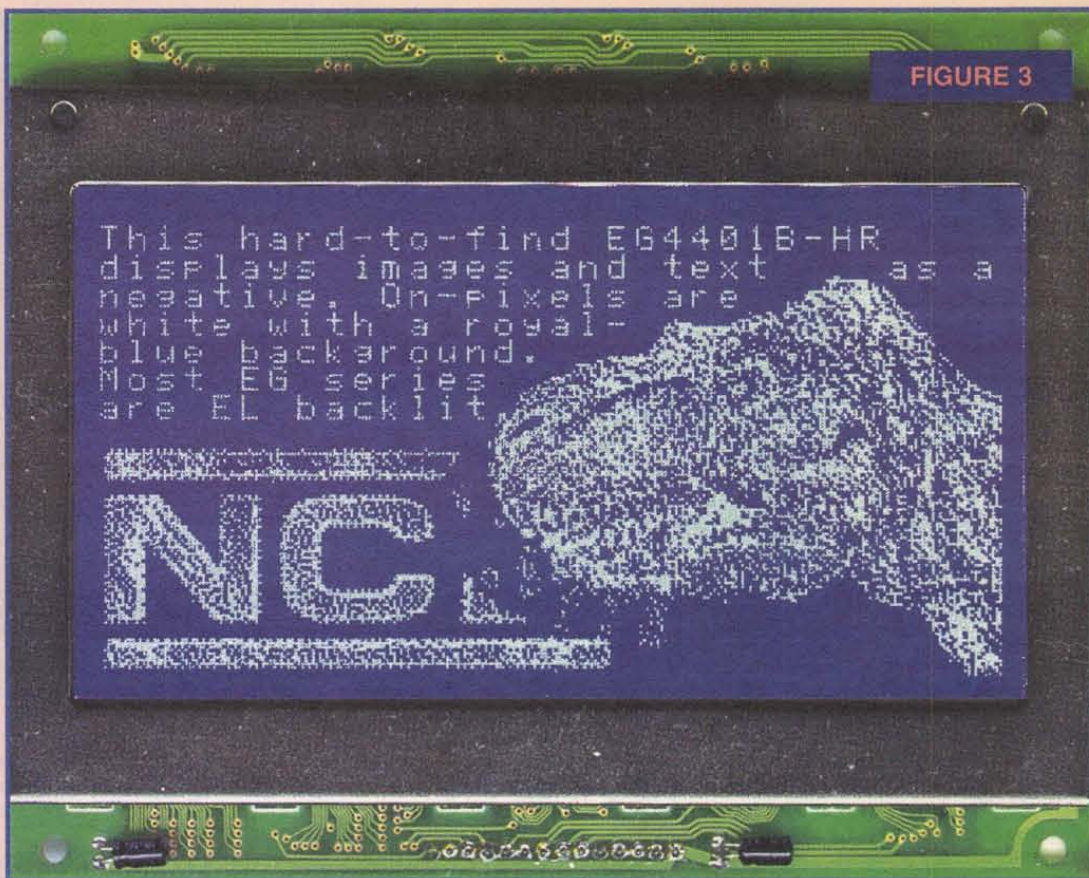 FIGURE 3
This hard-to-find EG4401B-HR
displays images and text as a
negative. On-pixels are
white with a royal-
blue background.
Most EG series
are EL backlit.
NC